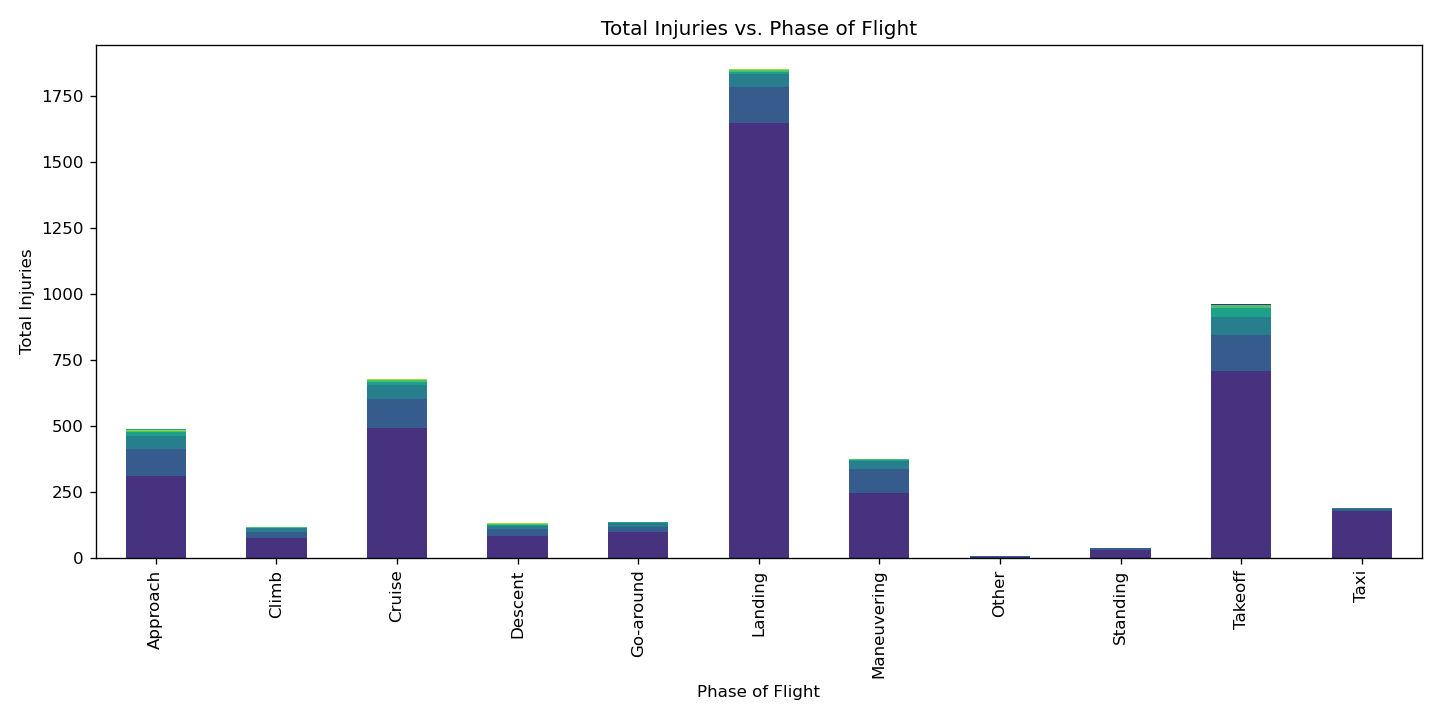 Total Injuries vs. Phase of Flight
Total Injuries
1750
1500
1250
1000
750
500
250
0
Approach
Climb
Cruise
Descent
Go-around
Landing
Maneuvering
Other
Standing
Takeoff
Taxi
Phase of Flight